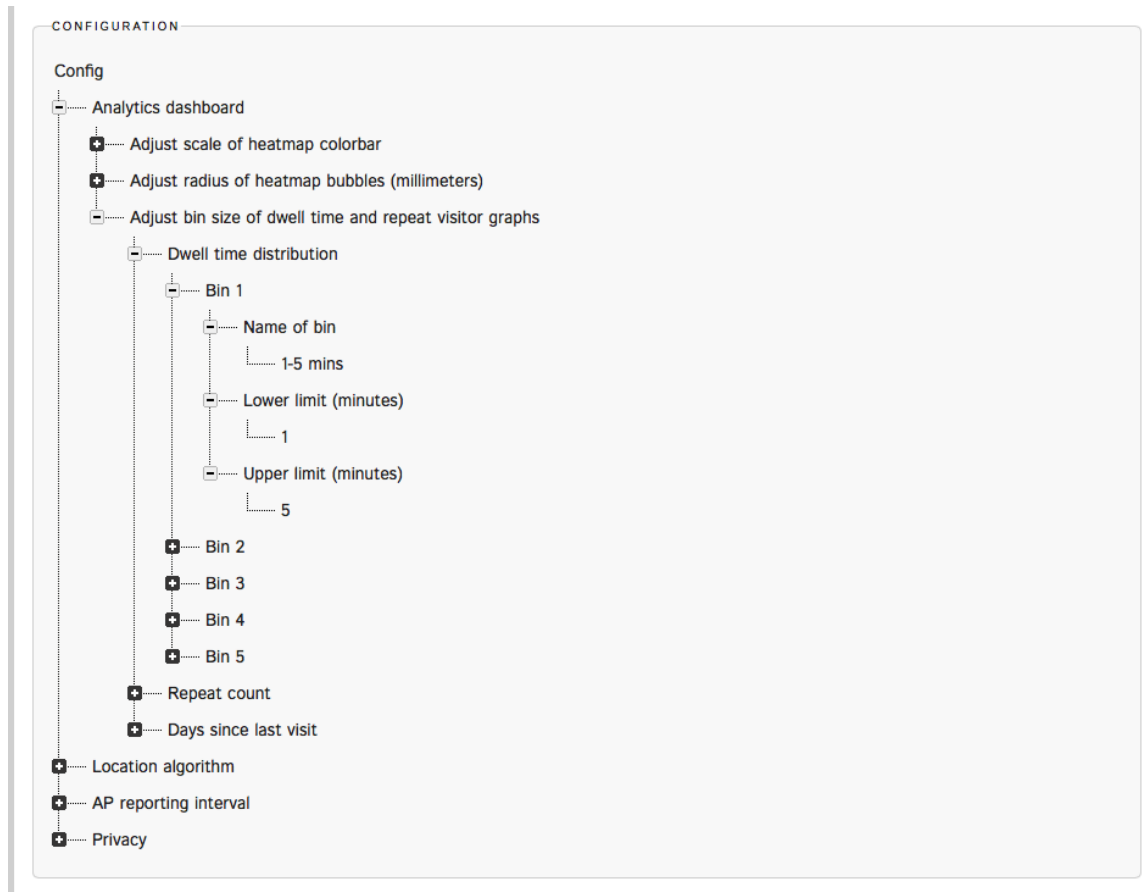 CONFIGURATION
Config
Analytics dashboard
Adjust scale of heatmap colorbar
Adjust radius of heatmap bubbles (millimeters)
Adjust bin size of dwell time and repeat visitor graphs
Dwell time distribution
Bin 1
Name of bin
1-5 mins
Lower limit (minutes)
1
Upper limit (minutes)
5
Bin 2
Bin 3
Bin 4
Bin 5
Repeat count
Days since last visit
Location algorithm
AP reporting interval
Privacy